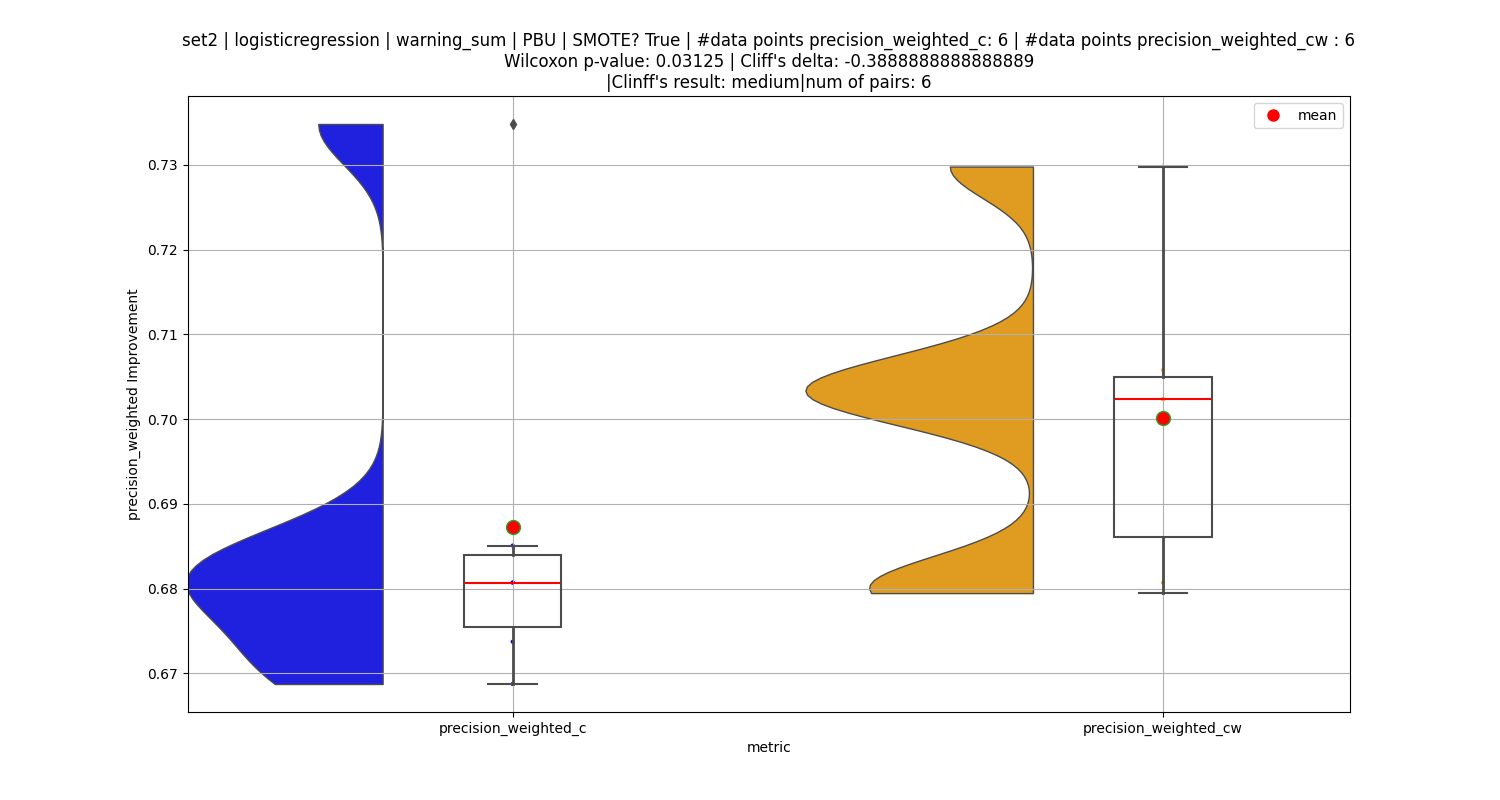 set2 | logisticregression | warning_sum | PBU | SMOTE? True | #data points precision_weighted_c: 6 | #data points precision_weighted_cw : 6
Wilcoxon p-value: 0.03125 | Cliff's delta: -0.3888888888888889
|Clinff's result: medium|num of pairs: 6
mean
0.73
0.72
0.71
0.70
0.69
0.68
0.67
precision_weighted Improvement
precision_weighted_c
precision_weighted_cw
metric